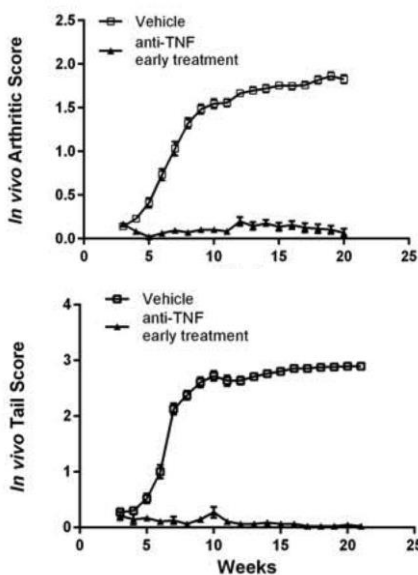 Vehicle
anti-TNF
early treatment
In vivo Arthritic Score
2.0
1.5
1.0
0.5
0.0
0 5 10 15 20 25
Vehicle
anti-TNF
early treatment
In vivo Tail Score
4
3
2
1
0
0 5 10 15 20 25
Weeks